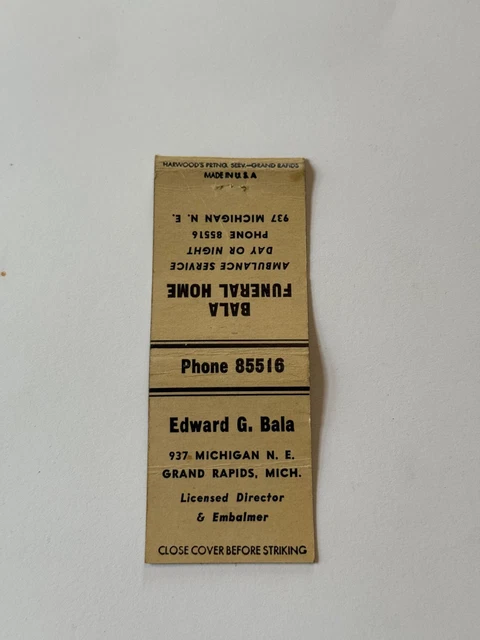 HARWOOD'S PRTNG. SERV.—GRAND RAPIDS
MADE IN U. S. A
BALA
FUNERAL HOME
AMBULANCE SERVICE
DAY OR NIGHT
PHONE 85516
937 MICHIGAN N. E.
Phone 85516
Edward G. Bala
937 MICHIGAN N. E.
GRAND RAPIDS, MICH.
Licensed Director
& Embalmer
CLOSE COVER BEFORE STRIKING